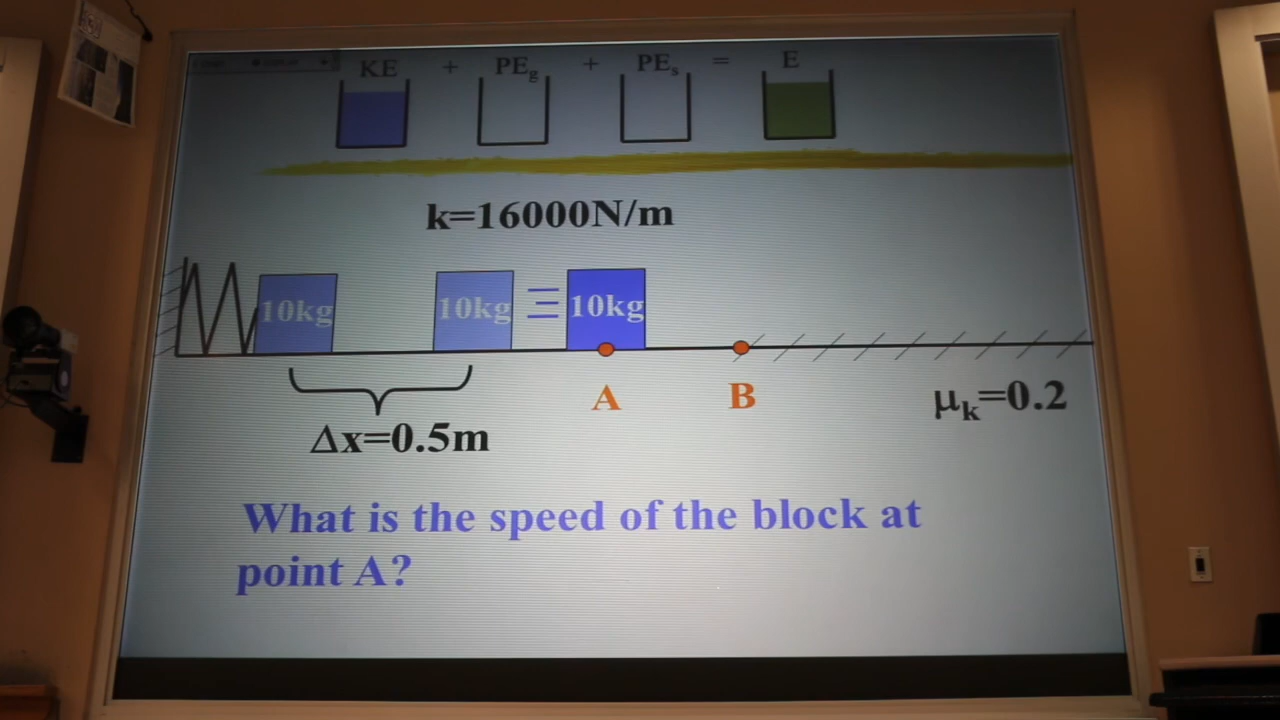 KE + PEg + PEs = E
k=16000N/m
10kg 10kg 10kg
A B
μk=0.2
Δx=0.5m
What is the speed of the block at
point A?